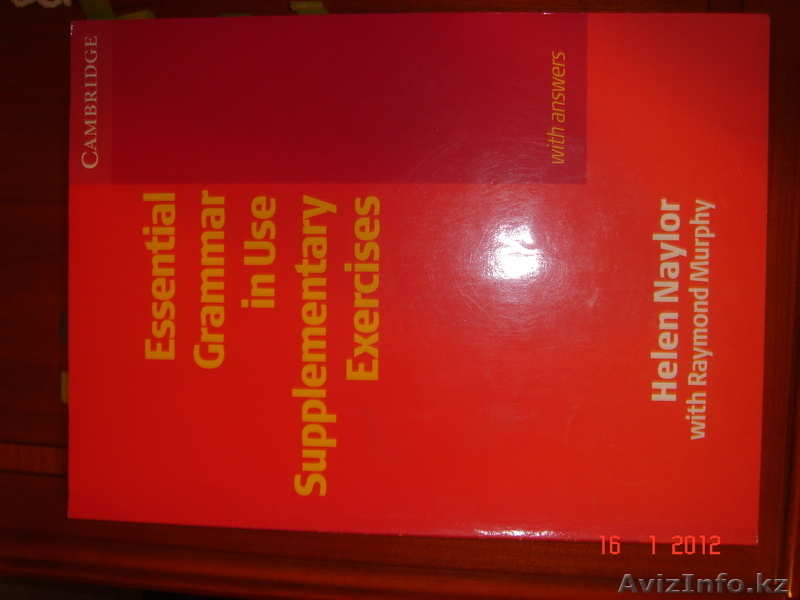 CAMBRIDGE
Essential
Grammar
in Use
Supplementary
Exercises
with answers
Helen Naylor
with Raymond Murphy
16 1 2012
AvizInfo.kz